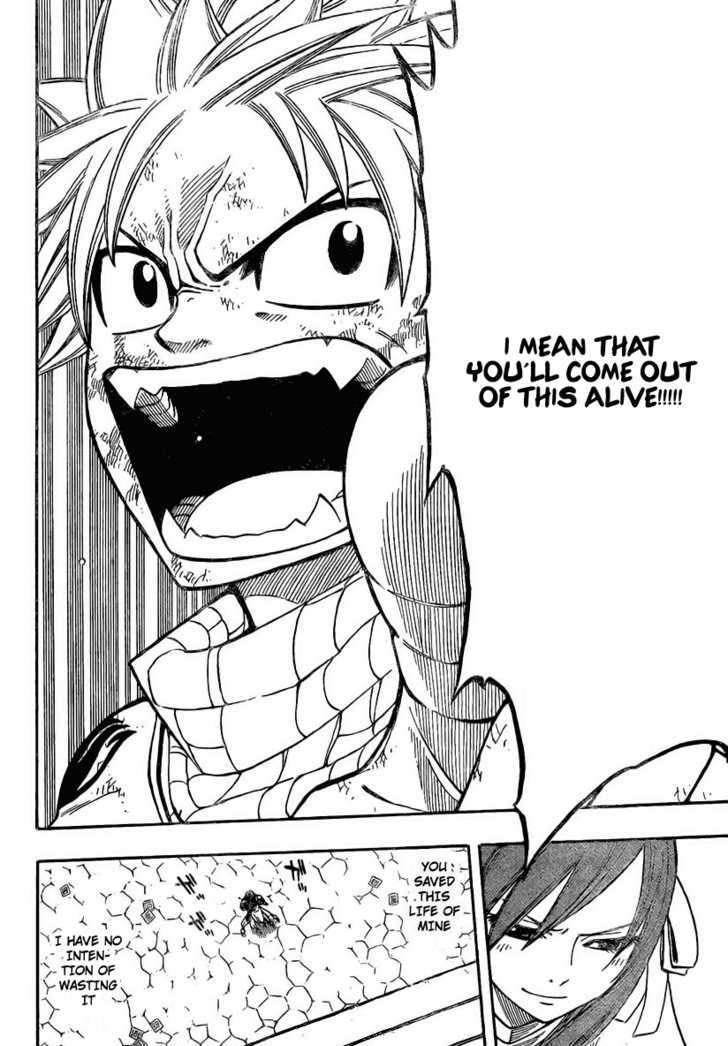 I MEAN THAT
YOU'LL COME OUT
OF THIS ALIVE!!!!!
YOU
SAVED
THIS
LIFE OF
MINE
I HAVE NO
INTEN-
TION OF
WASTING
IT